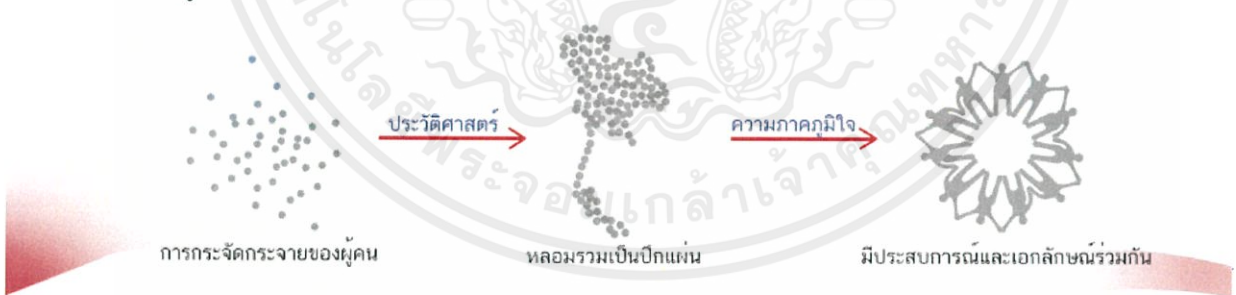 ประวัติศาสตร์
ความภาคภูมิใจ
การกระจัดกระจายของผู้คน
หลอมรวมเป็นปึกแผ่น
มีประสบการณ์และเอกลักษณ์ร่วมกัน